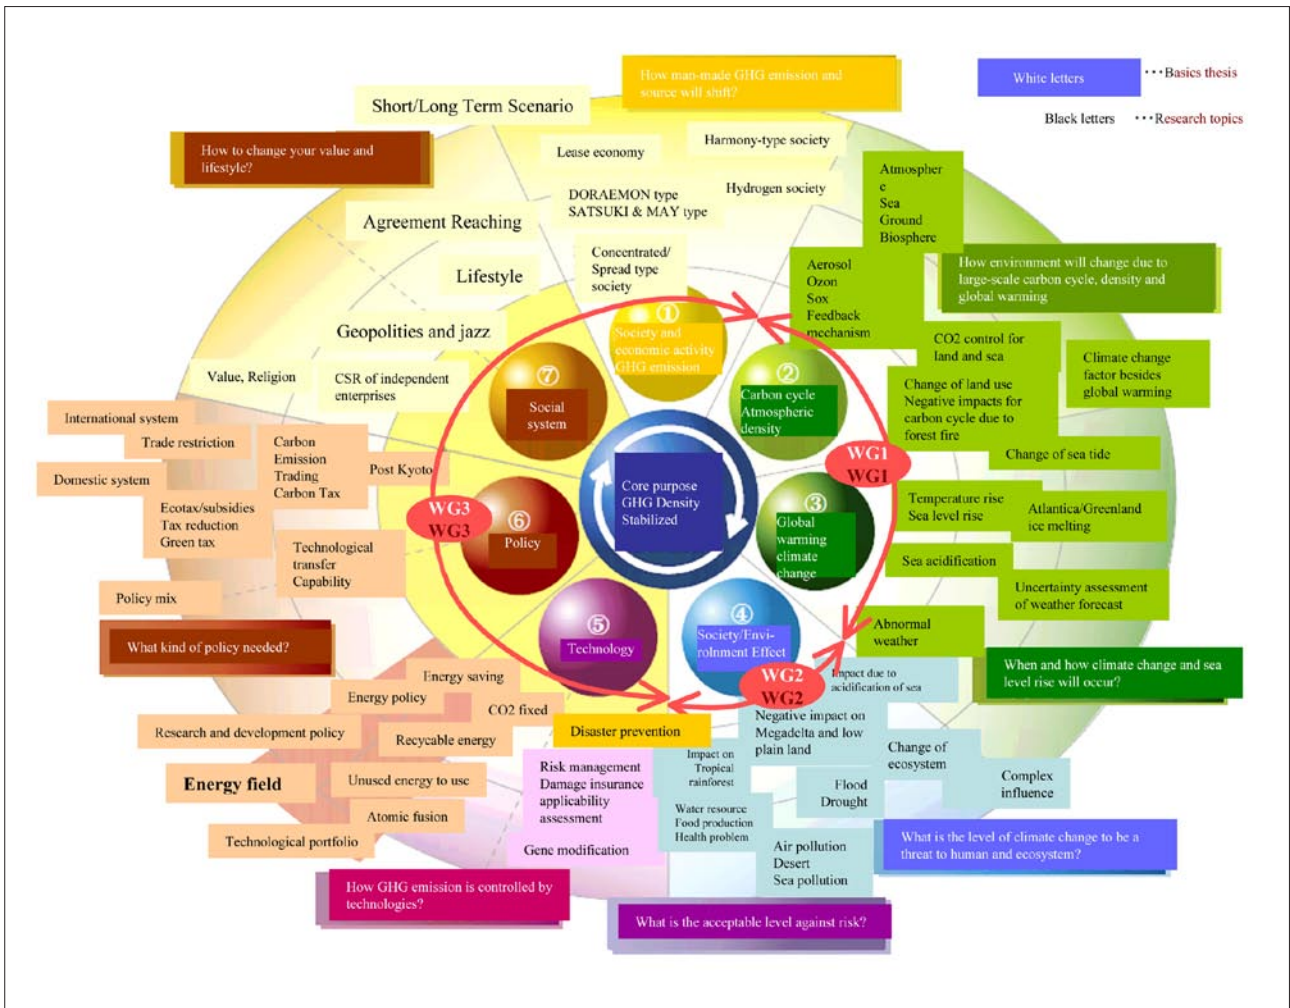 How man-made GHG emission and
source will shift?
White letters
･･･Basics thesis
Black letters
･･･Research topics
Short/Long Term Scenario
How to change your value and
lifestyle?
Lease economy
Harmony-type society
DORAEMON type
SATSUKI & MAY type
Hydrogen society
Atmospher
e
Sea
Ground
Biosphere
Agreement Reaching
Lifestyle
Concentrated/
Spread type
society
Aerosol
Ozon
Sox
Feedback
mechanism
How environment will change due to
large-scale carbon cycle, density and
global warming
Geopolities and jazz
CO2 control for
land and sea
Climate change
factor besides
global warming
Value, Religion
CSR of independent
enterprises
Change of land use
Negative impacts for
carbon cycle due to
forest fire
Change of sea tide
①
Society and
economic activity
GHG emission
②
Carbon cycle
Atmospheric
density
⑦
Social
system
International system
Trade restriction
Domestic system
Carbon
Emission
Trading
Carbon Tax
Post Kyoto
Ecotax/subsidies
Tax reduction
Green tax
Technological
transfer
Capability
Policy mix
WG3
WG3
⑥
Policy
Core purpose
GHG Density
Stabilized
WG1
WG1
③
Global
warming
climate
change
Temperature rise
Sea level rise
Atlantica/Greenland
ice melting
Sea acidification
Uncertainty assessment
of weather forecast
Abnormal
weather
What kind of policy needed?
⑤
Technology
④
Society/Envi-
rolnment Effect
WG2
WG2
When and how climate change and sea
level rise will occur?
Energy saving
Energy policy
CO2 fixed
Research and development policy
Recycable energy
Energy field
Unused energy to use
Atomic fusion
Technological portfolio
Disaster prevention
Risk management
Damage insurance
applicability
assessment
Gene modification
Impact due to
acidification of sea
Negative impact on
Megadelta and low
plain land
Impact on
Tropical
rainforest
Change of
ecosystem
Complex
influence
Flood
Drought
Water resource
Food production
Health problem
Air pollution
Desert
Sea pollution
What is the level of climate change to be a
threat to human and ecosystem?
How GHG emission is controlled by
technologies?
What is the acceptable level against risk?